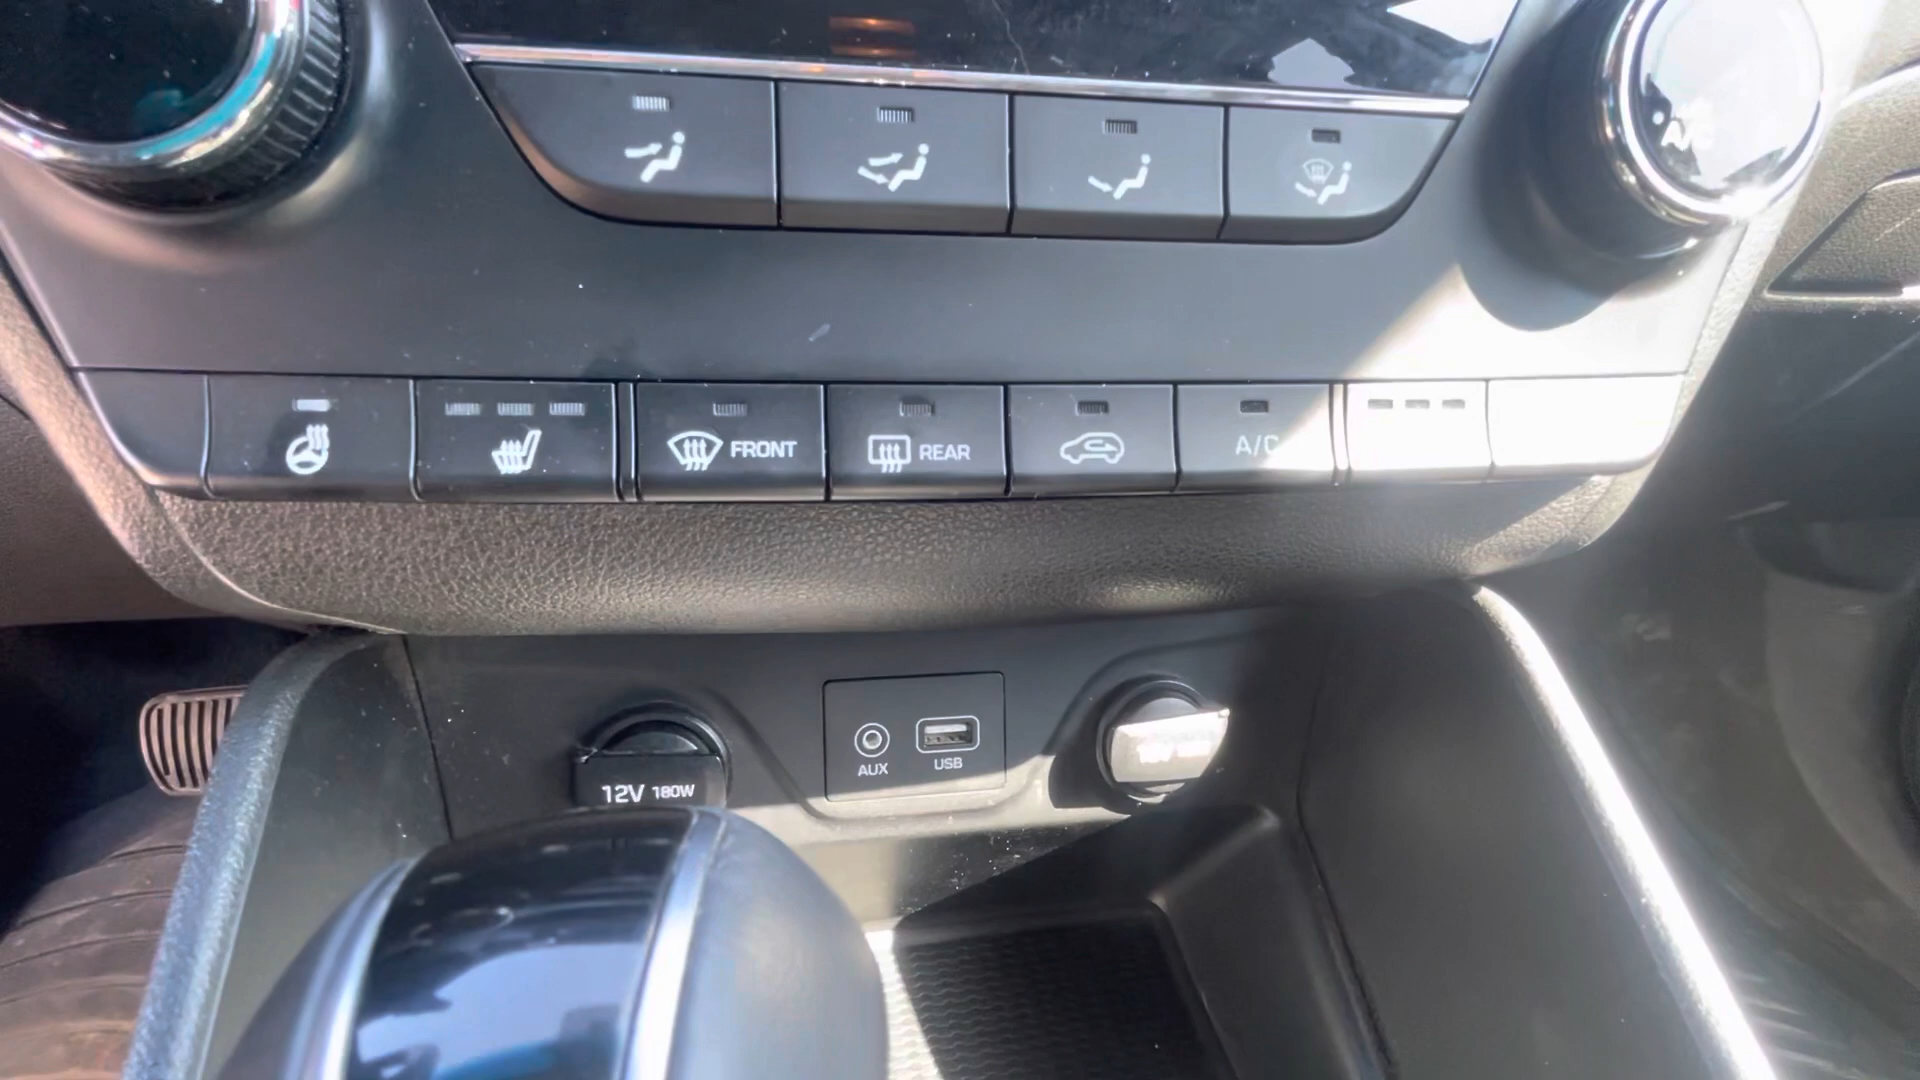 A/C
FRONT
REAR
A/C
12V 180W
AUX
USB